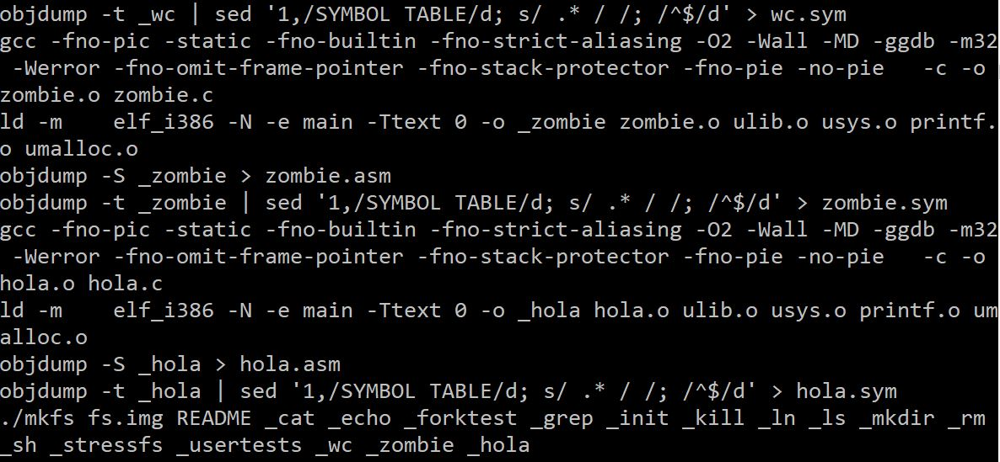 objdump -t _wc | sed '1,/SYMBOL TABLE/d; s/ .* / /; /^$/d' > wc.sym
gcc -fno-pic -static -fno-builtin -fno-strict-aliasing -O2 -Wall -MD -ggdb -m32
 -Werror -fno-omit-frame-pointer -fno-stack-protector -fno-pie -no-pie   -c -o
zombie.o zombie.c
ld -m    elf_i386 -N -e main -Ttext 0 -o _zombie zombie.o ulib.o usys.o printf.
o umalloc.o
objdump -S _zombie > zombie.asm
objdump -t _zombie | sed '1,/SYMBOL TABLE/d; s/ .* / /; /^$/d' > zombie.sym
gcc -fno-pic -static -fno-builtin -fno-strict-aliasing -O2 -Wall -MD -ggdb -m32
 -Werror -fno-omit-frame-pointer -fno-stack-protector -fno-pie -no-pie   -c -o
hola.o hola.c
ld -m    elf_i386 -N -e main -Ttext 0 -o _hola hola.o ulib.o usys.o printf.o um
alloc.o
objdump -S _hola > hola.asm
objdump -t _hola | sed '1,/SYMBOL TABLE/d; s/ .* / /; /^$/d' > hola.sym
./mkfs fs.img README _cat _echo _forktest _grep _init _kill _ln _ls _mkdir _rm
_sh _stressfs _usertests _wc _zombie _hola